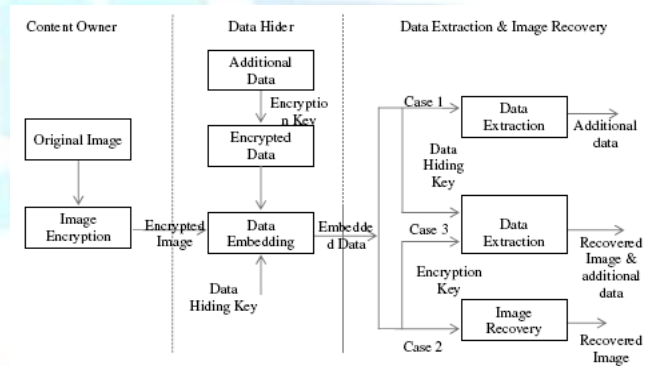 Content Owner
Data Hider
Data Extraction & Image Recovery
Original Image
Image
Encryption
Encrypted
Image
Additional
Data
Encryptio
n Key
Encrypted
Data
Data
Embedding
Data
Hiding Key
Embedde
d Data
Case 1
Data
Extraction
Additional
data
Data
Hiding
Key
Case 3
Data
Extraction
Recovered
Image &
additional
data
Encryption
Key
Case 2
Image
Recovery
Recovered
Image